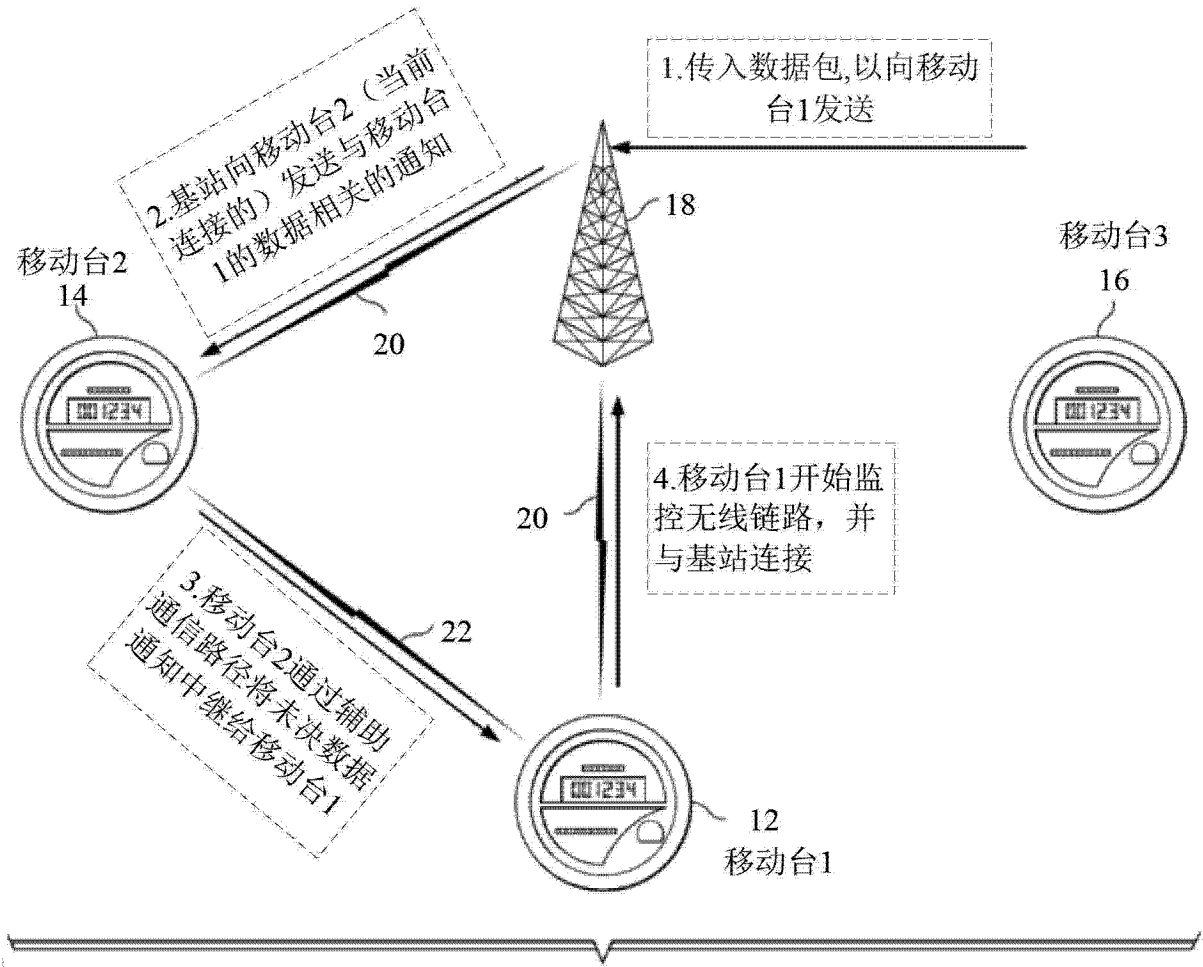 1.传入数据包,以向移动
台1发送
2.基站向移动台2（当前
连接的）发送与移动台
1的数据相关的通知
18
移动台2
14
移动台3
16
20
001234
001234
4.移动台1开始监
控无线链路，并
与基站连接
20
3.移动台2通过辅助
通信路径将未决数据
通知中继给移动台1
22
001234
12
移动台1